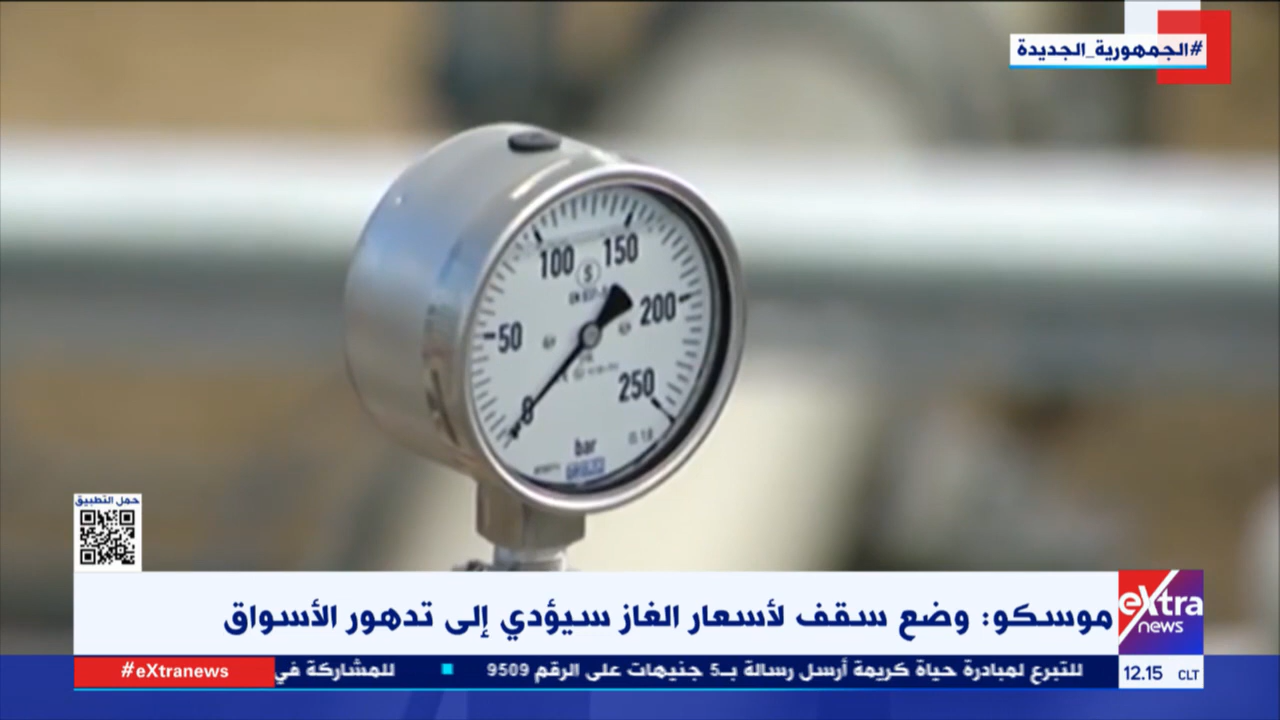 #الجمهورية_الجديدة
100
150
50
200
0
250
bar
حمل التطبيق
موسكو: وضع سقف لأسعار الغاز سيؤدي إلى تدهور الأسواق
eXtra
news
للتبرع لمبادرة حياة كريمة أرسل رسالة بـ5 جنيهات على الرقم 9509 للمشاركة في
#eXtranews
12.15 CLT